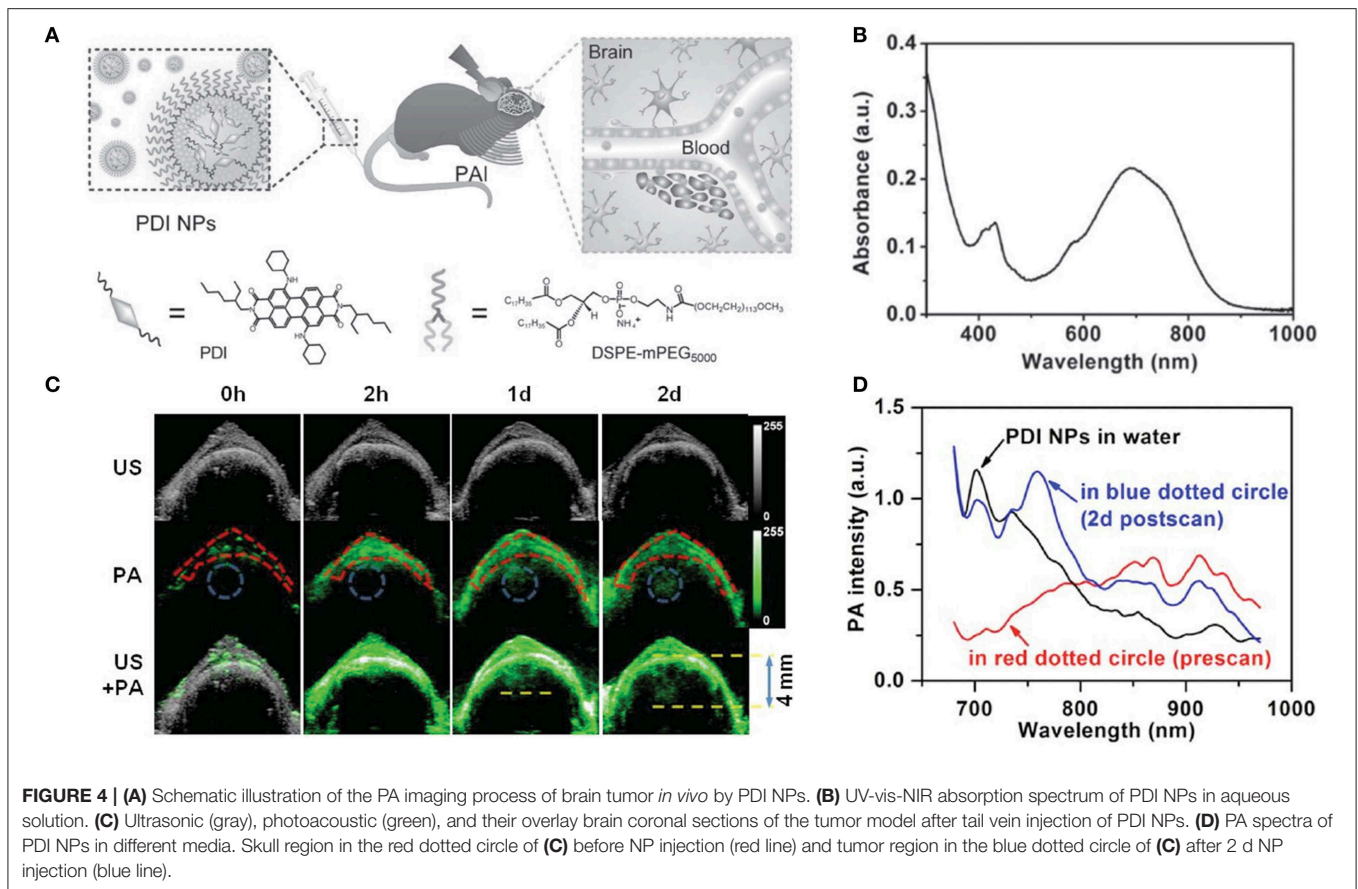 A
Brain
Blood
PAI
PDI NPs
NH
O
O
N
N
O
O
HN
=
PDI
=
C₁₇H₃₅
O
O
O
P
O
O
N
H
O
(OCH₂CH₂)₁₁₃OCH₃
C₁₇H₃₅
O
H
O
NH₄⁺
O
DSPE-mPEG₅₀₀₀
B
0.4
0.3
0.2
0.1
0.0
Absorbance (a.u.)
400 600 800 1000
Wavelength (nm)
C
0h 2h 1d 2d
US
255
0
PA
255
0
US
+PA
4 mm
D
1.5
1.0
0.5
0.0
PA intensity (a.u.)
PDI NPs in water
in blue dotted circle
(2d postscan)
in red dotted circle (prescan)
700 800 900 1000
Wavelength (nm)
FIGURE 4 | (A) Schematic illustration of the PA imaging process of brain tumor in vivo by PDI NPs. (B) UV-vis-NIR absorption spectrum of PDI NPs in aqueous
solution. (C) Ultrasonic (gray), photoacoustic (green), and their overlay brain coronal sections of the tumor model after tail vein injection of PDI NPs. (D) PA spectra of
PDI NPs in different media. Skull region in the red dotted circle of (C) before NP injection (red line) and tumor region in the blue dotted circle of (C) after 2 d NP
injection (blue line).